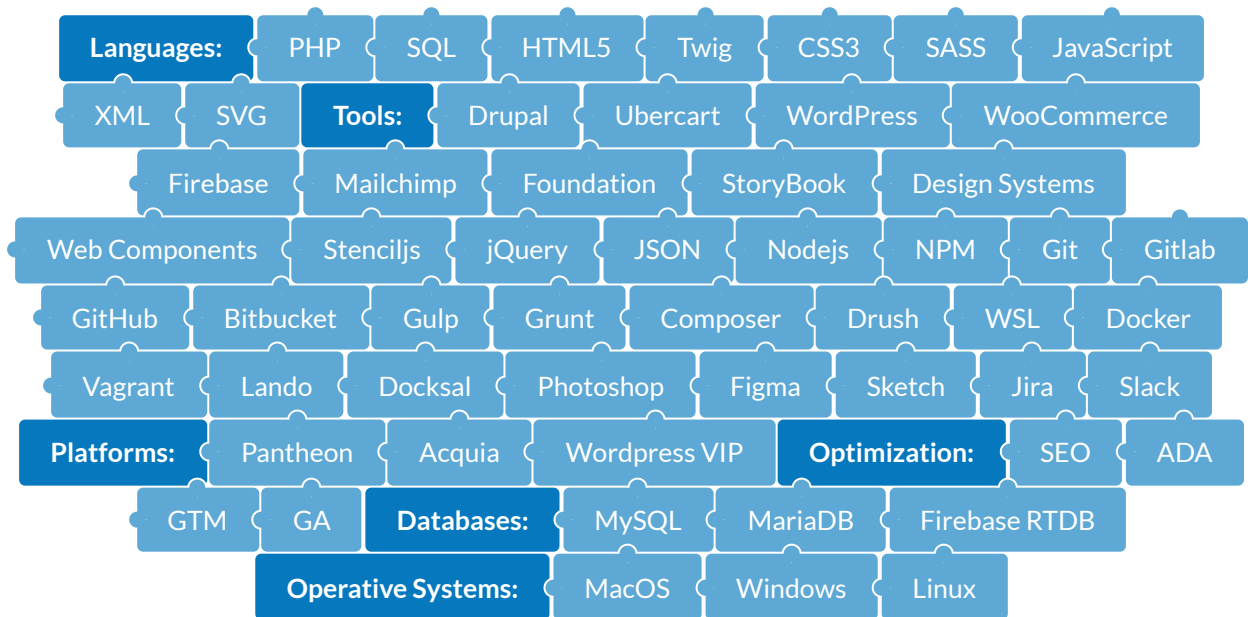 Languages: PHP SQL HTML5 Twig CSS3 SASS JavaScript
XML SVG Tools: Drupal Ubercart WordPress WooCommerce
Firebase Mailchimp Foundation StoryBook Design Systems
Web Components Stenciljs jQuery JSON Nodejs NPM Git Gitlab
GitHub Bitbucket Gulp Grunt Composer Drush WSL Docker
Vagrant Lando Docksal Photoshop Figma Sketch Jira Slack
Platforms: Pantheon Acquia Wordpress VIP Optimization: SEO ADA
GTM GA Databases: MySQL MariaDB Firebase RTDB
Operative Systems: MacOS Windows Linux